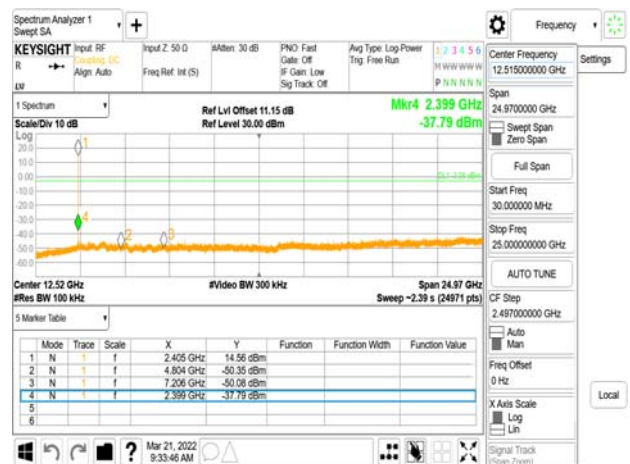 Spectrum Analyzer 1
Swept SA
+
Frequency
KEYSIGHT
R
Input: RF
Coupling: DC
Align: Auto
Input Z: 50 Ω
Freq Ref: Int (S)
#Atten: 30 dB
PNO: Fast
Gate: Off
IF Gain: Low
Sig Track: Off
Avg Type: Log-Power
Trig: Free Run
1 2 3 4 5 6
M W W W W W
P N N N N N
1 Spectrum
Scale/Div 10 dB
Log
Ref Lvl Offset 11.15 dB
Ref Level 30.00 dBm
Mkr4 2.399 GHz
-37.79 dBm
20.0
10.0
0.00
-10.0
-20.0
-30.0
-40.0
-50.0
-60.0
1
4
2
3
Center 12.52 GHz
#Res BW 100 kHz
#Video BW 300 kHz
Span 24.97 GHz
Sweep ~2.39 s (24971 pts)
5 Marker Table
Mode Trace Scale X Y Function Function Width Function Value
1 N 1 f 2.405 GHz 14.56 dBm
2 N 1 f 4.804 GHz -50.35 dBm
3 N 1 f 7.206 GHz -50.08 dBm
4 N 1 f 2.399 GHz -37.79 dBm
5
6
?
Mar 21, 2022
9:33:46 AM
Center Frequency
12.515000000 GHz
Span
24.9700000 GHz
Swept Span
Zero Span
Full Span
Start Freq
30.000000 MHz
Stop Freq
25.000000000 GHz
AUTO TUNE
CF Step
2.497000000 GHz
Auto
Man
Freq Offset
0 Hz
X Axis Scale
Log
Lin
Signal Track
(Span Zoom)
Settings
Local